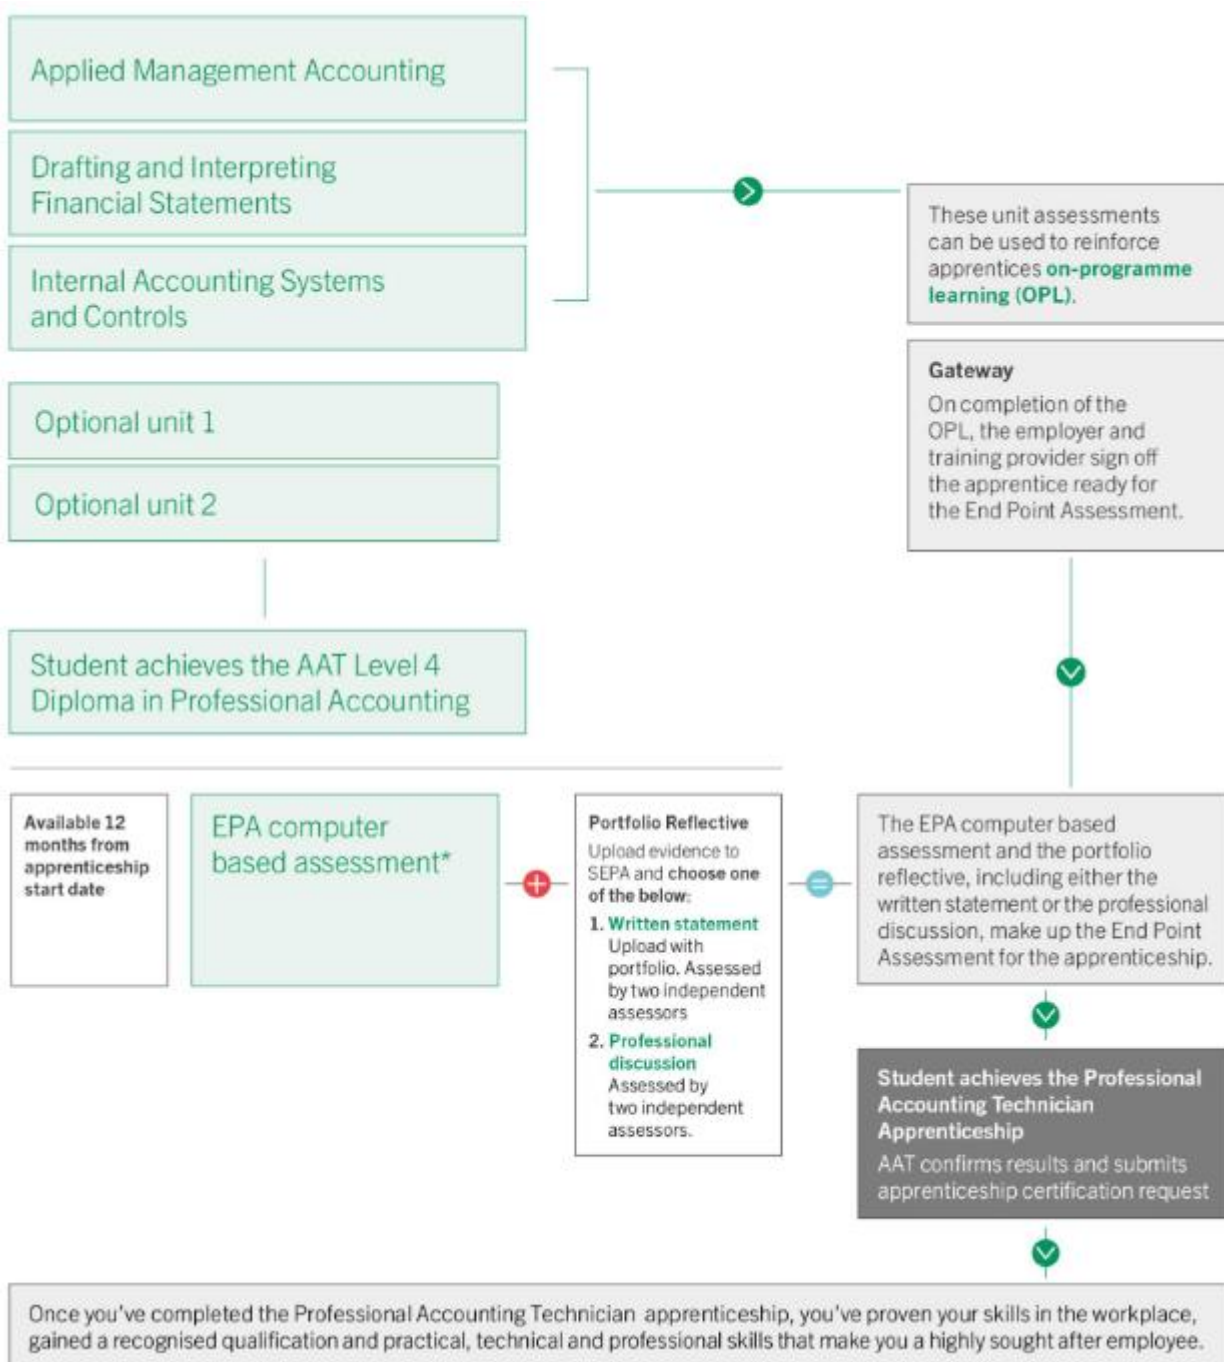 Applied Management Accounting
Drafting and Interpreting
Financial Statements
Internal Accounting Systems
and Controls
These unit assessments
can be used to reinforce
apprentices on-programme
learning (OPL).
Gateway
On completion of the
OPL, the employer and
training provider sign off
the apprentice ready for
the End Point Assessment.
Optional unit 1
Optional unit 2
Student achieves the AAT Level 4
Diploma in Professional Accounting
Available 12
months from
apprenticeship
start date
EPA computer
based assessment*
Portfolio Reflective
Upload evidence to
SEPA and choose one
of the below:
1. Written statement
Upload with
portfolio. Assessed
by two independent
assessors
2. Professional
discussion
Assessed by
two independent
assessors.
The EPA computer based
assessment and the portfolio
reflective, including either the
written statement or the professional
discussion, make up the End Point
Assessment for the apprenticeship.
Student achieves the Professional
Accounting Technician
Apprenticeship
AAT confirms results and submits
apprenticeship certification request
Once you've completed the Professional Accounting Technician apprenticeship, you've proven your skills in the workplace,
gained a recognised qualification and practical, technical and professional skills that make you a highly sought after employee.